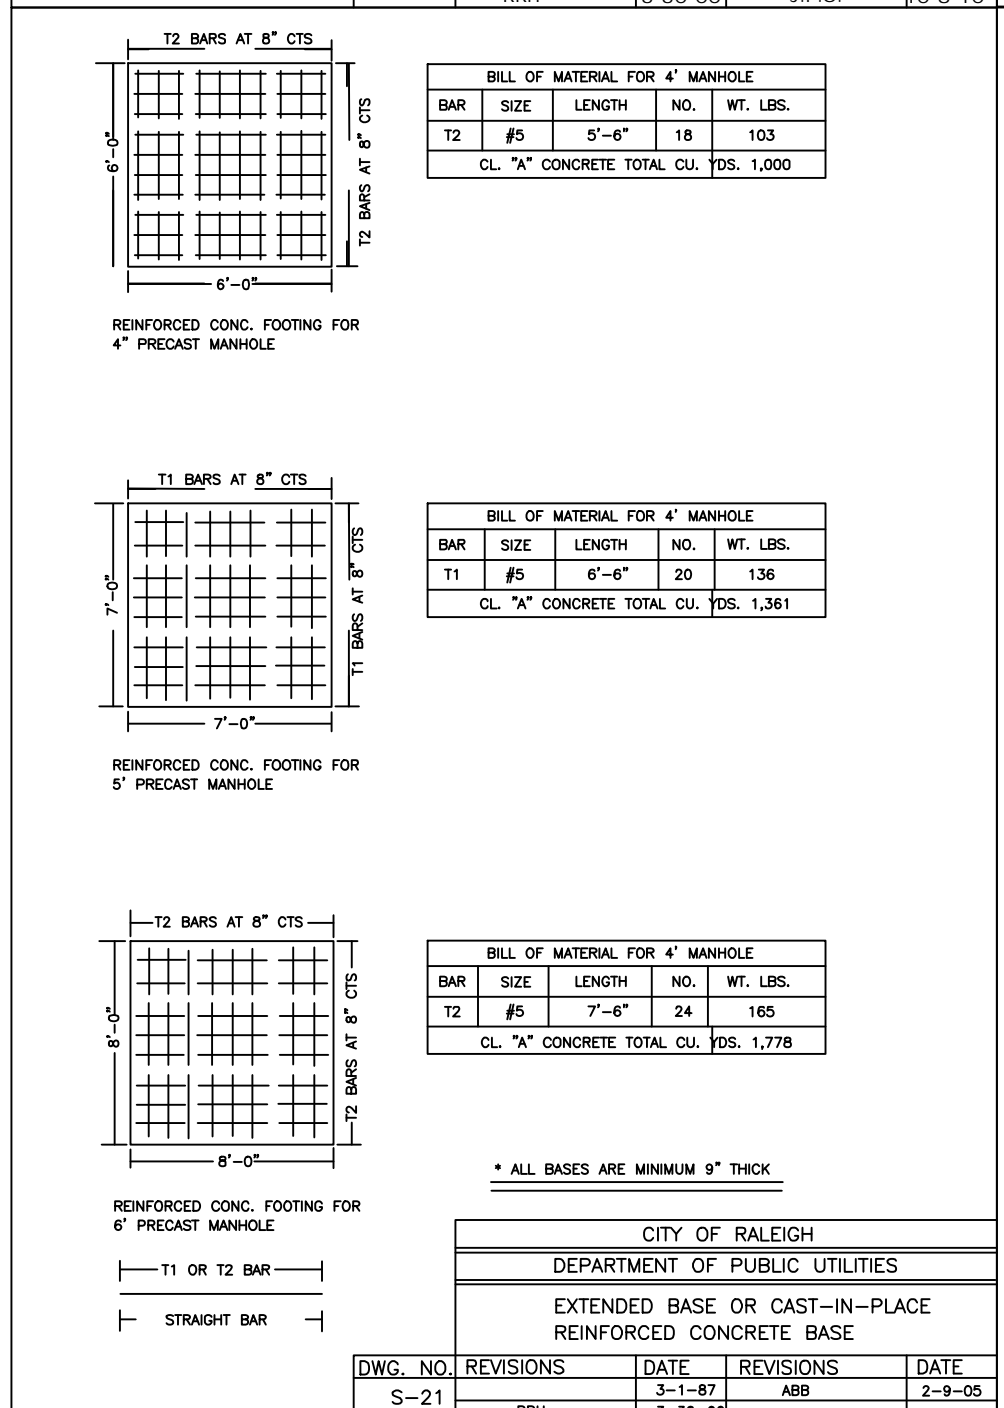 T2 BARS AT 8" CTS
6'-0"
T2 BARS AT 8" CTS
6'-0"
REINFORCED CONC. FOOTING FOR
4" PRECAST MANHOLE
BILL OF MATERIAL FOR 4' MANHOLE
BAR SIZE LENGTH NO. WT. LBS.
T2 #5 5'-6" 18 103
CL. "A" CONCRETE TOTAL CU. YDS. 1,000
T1 BARS AT 8" CTS
7'-0"
T1 BARS AT 8" CTS
7'-0"
REINFORCED CONC. FOOTING FOR
5' PRECAST MANHOLE
BILL OF MATERIAL FOR 4' MANHOLE
BAR SIZE LENGTH NO. WT. LBS.
T1 #5 6'-6" 20 136
CL. "A" CONCRETE TOTAL CU. YDS. 1,361
T2 BARS AT 8" CTS
8'-0"
T2 BARS AT 8" CTS
8'-0"
REINFORCED CONC. FOOTING FOR
6' PRECAST MANHOLE
BILL OF MATERIAL FOR 4' MANHOLE
BAR SIZE LENGTH NO. WT. LBS.
T2 #5 7'-6" 24 165
CL. "A" CONCRETE TOTAL CU. YDS. 1,778
* ALL BASES ARE MINIMUM 9" THICK
T1 OR T2 BAR
STRAIGHT BAR
CITY OF RALEIGH
DEPARTMENT OF PUBLIC UTILITIES
EXTENDED BASE OR CAST-IN-PLACE
REINFORCED CONCRETE BASE
DWG. NO. REVISIONS DATE REVISIONS DATE
S-21 3-1-87 ABB 2-9-05